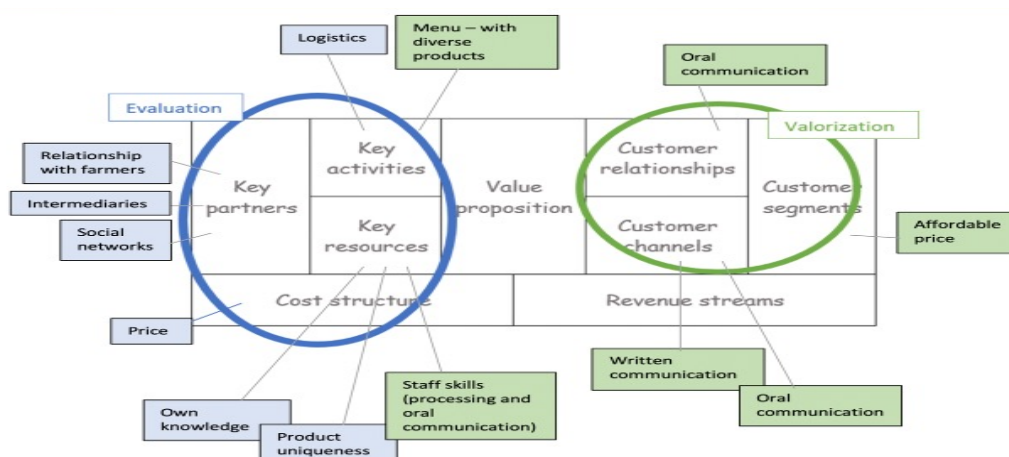 Logistics
Menu – with
diverse
products
Oral
communication
Evaluation
Valorization
Relationship
with farmers
Intermediaries
Social
networks
Key
partners
Key
activities
Key
resources
Value
proposition
Customer
relationships
Customer
channels
Customer
segments
Affordable
price
Cost structure
Revenue streams
Price
Own
knowledge
Product
uniqueness
Staff skills
(processing and
oral
communication)
Written
communication
Oral
communication